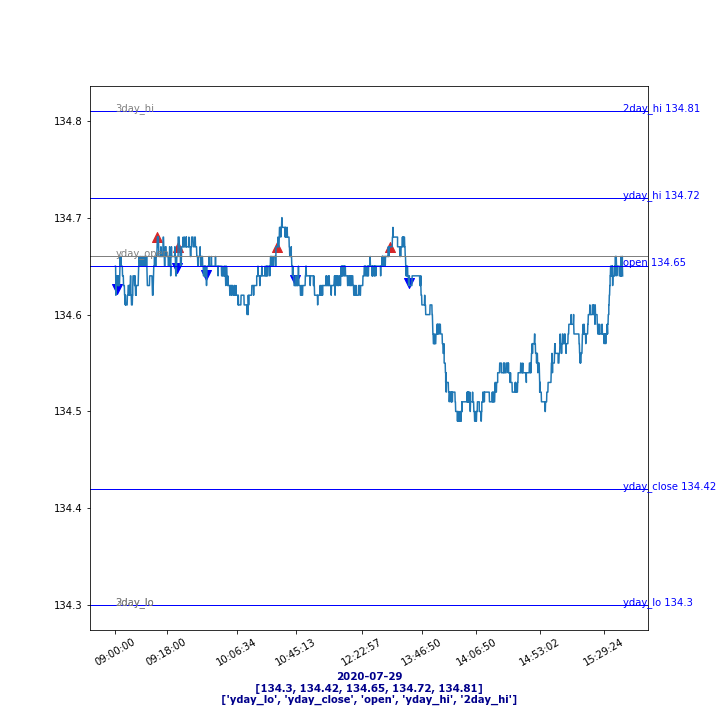 3day_hi
2day_hi 134.81
134.8
yday_hi 134.72
134.7
yday_open
open 134.65
134.6
134.5
yday_close 134.42
134.4
yday_lo 134.3
134.3
09:00:00
09:18:00
10:06:34
10:45:13
12:22:57
13:46:50
14:06:50
14:53:02
15:29:24
2020-07-29
[134.3, 134.42, 134.65, 134.72, 134.81]
['yday_lo', 'yday_close', 'open', 'yday_hi', '2day_hi']